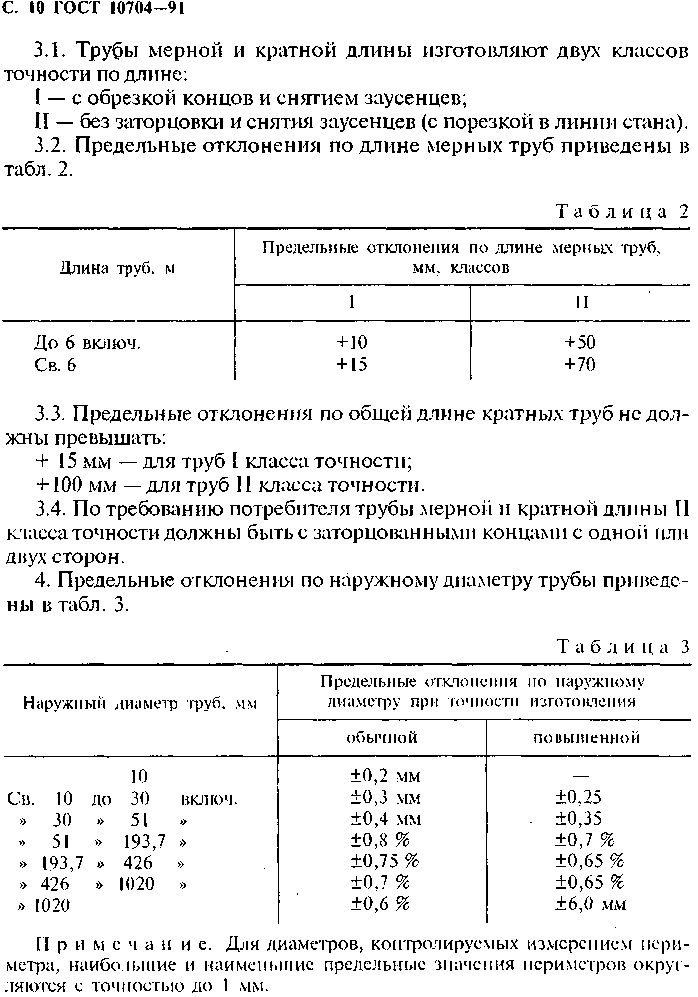 С. 10 ГОСТ 10704—91
3.1. Трубы мерной и кратной длины изготовляют двух классов
точности по длине:
I — с обрезкой концов и снятием заусенцев;
II — без заторцовки и снятия заусенцев (с порезкой в линии стана).
3.2. Предельные отклонения по длине мерных труб приведены в
табл. 2.
Таблица 2
Длина труб, м
Предельные отклонения по длине мерных труб,
мм, классов
I II
До 6 включ. +10 +50
Св. 6 +15 +70
3.3. Предельные отклонения по общей длине кратных труб не дол-
жны превышать:
+ 15 мм — для труб I класса точности;
+100 мм — для труб II класса точности.
3.4. По требованию потребителя трубы мерной и кратной длины II
класса точности должны быть с заторцованными концами с одной или
двух сторон.
4. Предельные отклонения по наружному диаметру трубы приведе-
ны в табл. 3.
Таблица 3
Наружный диаметр труб, мм
Предельные отклонения по наружному
диаметру при точности изготовления
обычной повышенной
10 ±0,2 мм —
Св. 10 до 30 включ. ±0,3 мм ±0,25
» 30 » 51 » ±0,4 мм ±0,35
» 51 » 193,7 » ±0,8 % ±0,7 %
» 193,7 » 426 » ±0,75 % ±0,65 %
» 426 » 1020 » ±0,7 % ±0,65 %
» 1020 ±0,6 % ±6,0 мм
Примечание. Для диаметров, контролируемых измерением пери-
метра, наибольшие и наименьшие предельные значения периметров округ-
ляются с точностью до 1 мм.